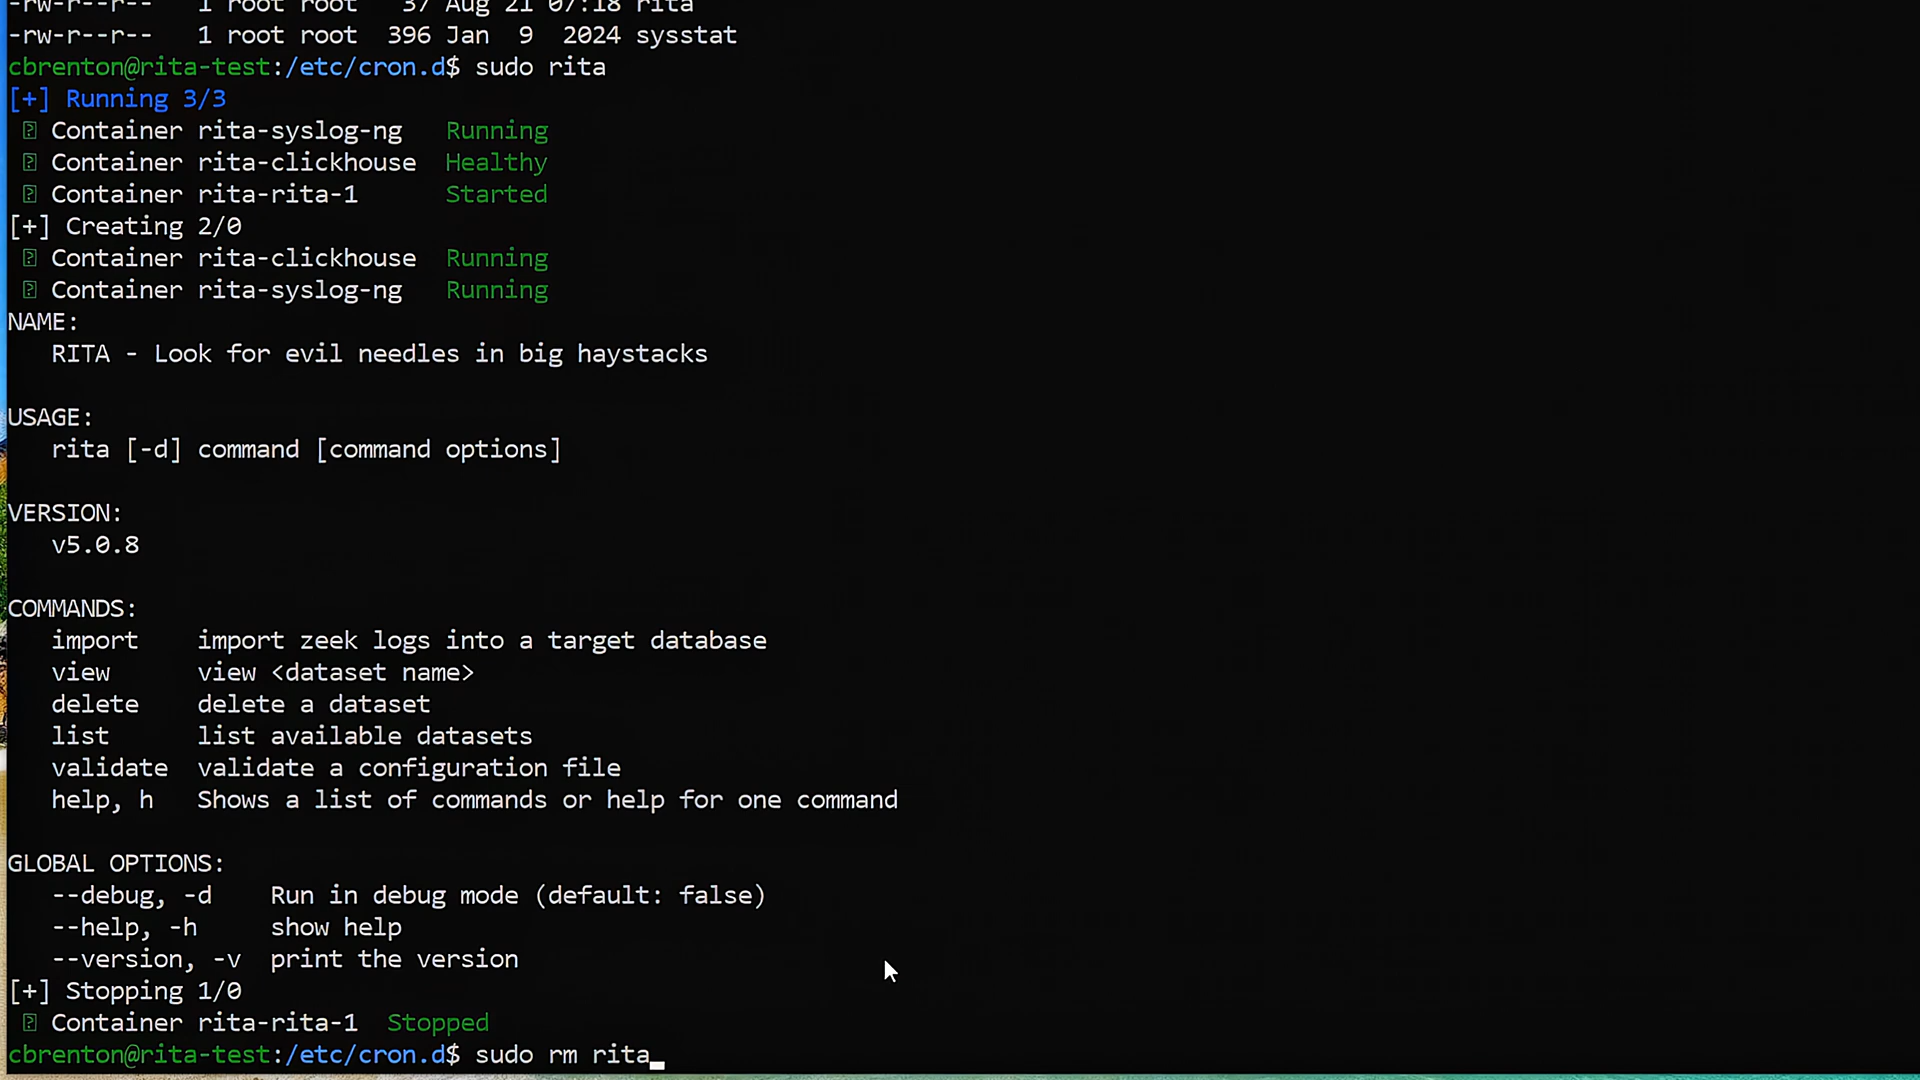 -rw-r--r--   1 root root   37 Aug 21 07:18 rita
-rw-r--r--   1 root root  396 Jan  9  2024 sysstat
cbrenton@rita-test:/etc/cron.d$ sudo rita
[+] Running 3/3
 Container rita-syslog-ng   Running
 Container rita-clickhouse  Healthy
 Container rita-rita-1      Started
[+] Creating 2/0
 Container rita-clickhouse  Running
 Container rita-syslog-ng   Running
NAME:
   RITA - Look for evil needles in big haystacks
USAGE:
   rita [-d] command [command options]
VERSION:
   v5.0.8
COMMANDS:
   import    import zeek logs into a target database
   view      view <dataset name>
   delete    delete a dataset
   list      list available datasets
   validate  validate a configuration file
   help, h   Shows a list of commands or help for one command
GLOBAL OPTIONS:
   --debug, -d    Run in debug mode (default: false)
   --help, -h     show help
   --version, -v  print the version
[+] Stopping 1/0
 Container rita-rita-1  Stopped
cbrenton@rita-test:/etc/cron.d$ sudo rm rita